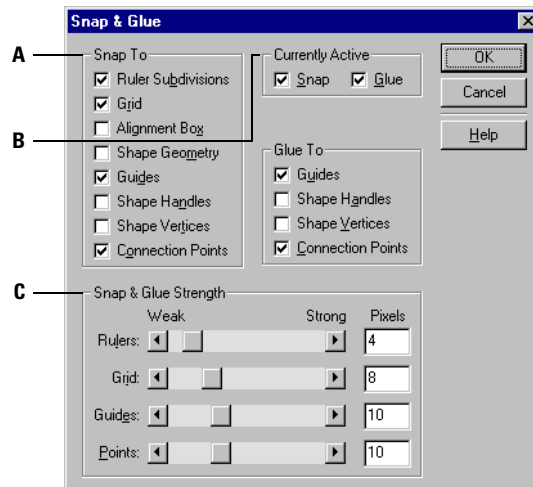 Snap & Glue
A
Snap To
Ruler Subdivisions
Grid
Alignment Box
Shape Geometry
Guides
Shape Handles
Shape Vertices
Connection Points
B
Currently Active
Snap Glue
Glue To
Guides
Shape Handles
Shape Vertices
Connection Points
OK
Cancel
Help
C
Snap & Glue Strength
Weak Strong Pixels
Rulers: 4
Grid: 8
Guides: 10
Points: 10